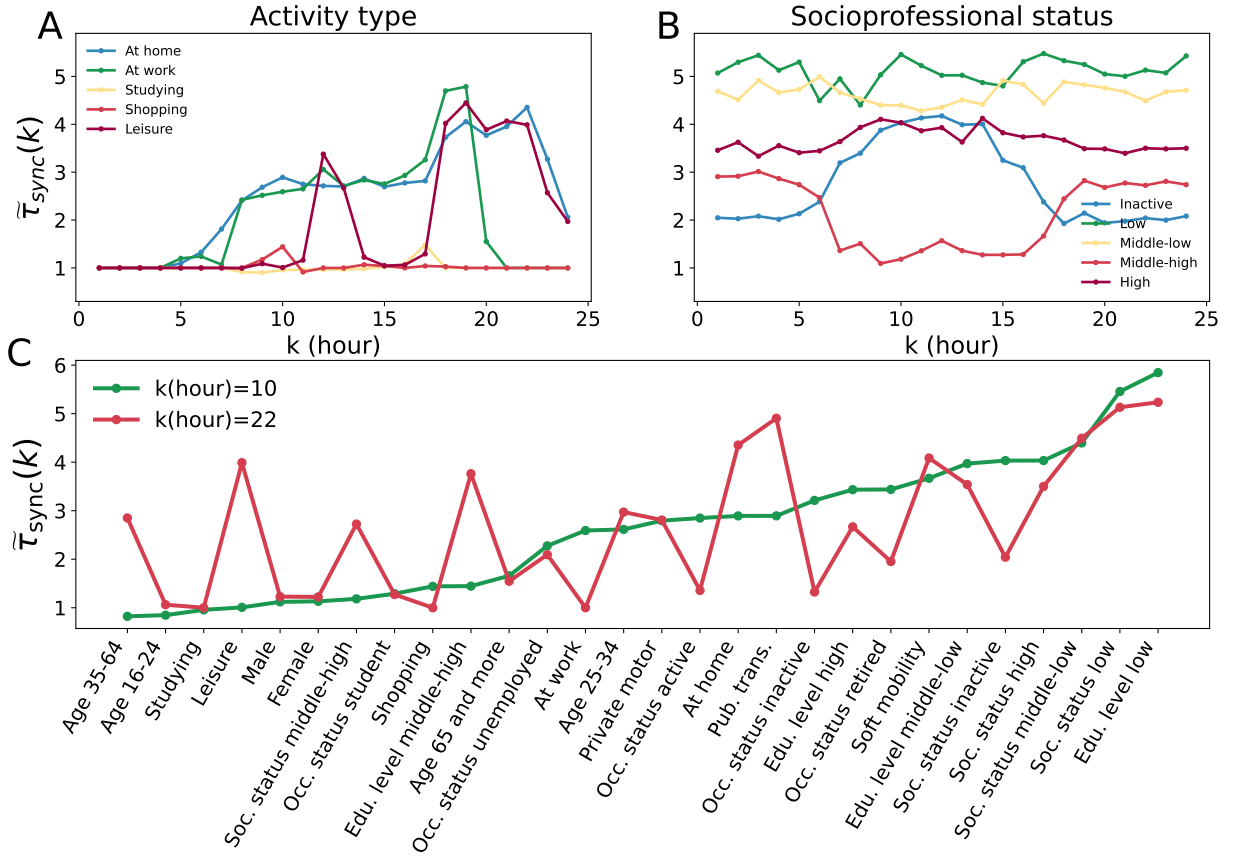 A
Activity type
B
Socioprofessional status
τ̃sync(k)
5
4
3
2
1
At home
At work
Studying
Shopping
Leisure
5
4
3
2
1
Inactive
Low
Middle-low
Middle-high
High
0 5 10 15 20 25
0 5 10 15 20 25
k (hour)
k (hour)
C
τ̃sync(k)
6
5
4
3
2
1
k(hour)=10
k(hour)=22
Age 35-64
Age 16-24
Studying
Leisure
Male
Female
Soc. status middle-high
Occ. status student
Shopping
Edu. level middle-high
Age 65 and more
Occ. status unemployed
At work
Age 25-34
Private motor
Occ. status active
At home
Pub. trans.
Occ. status inactive
Edu. level high
Occ. status retired
Soft mobility
Edu. level middle-low
Soc. status inactive
Soc. status high
Soc. status middle-low
Soc. status low
Edu. level low